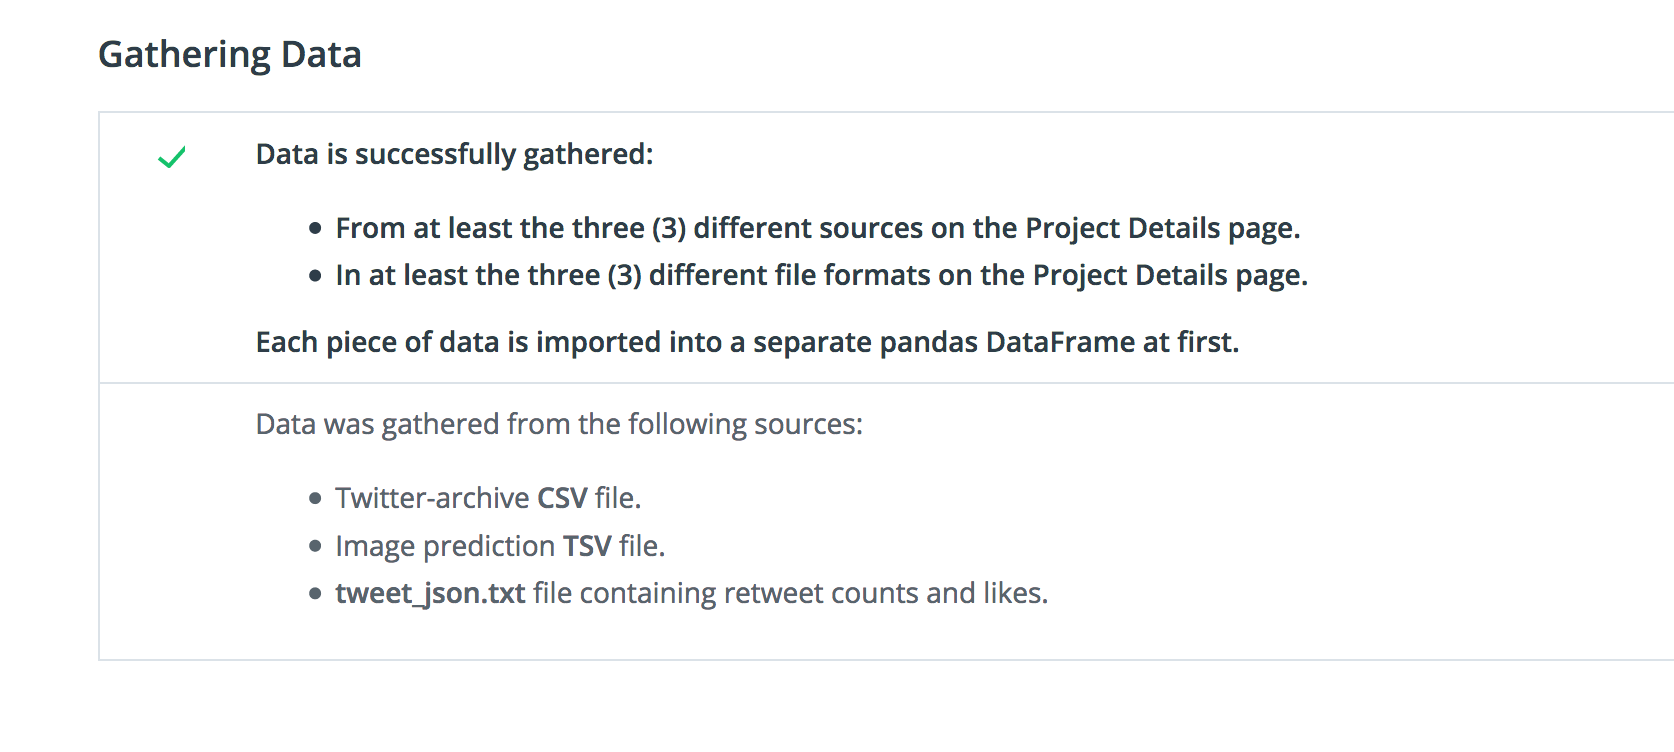 Gathering Data
Data is successfully gathered:
• From at least the three (3) different sources on the Project Details page.
• In at least the three (3) different file formats on the Project Details page.
Each piece of data is imported into a separate pandas DataFrame at first.
Data was gathered from the following sources:
• Twitter-archive CSV file.
• Image prediction TSV file.
• tweet_json.txt file containing retweet counts and likes.